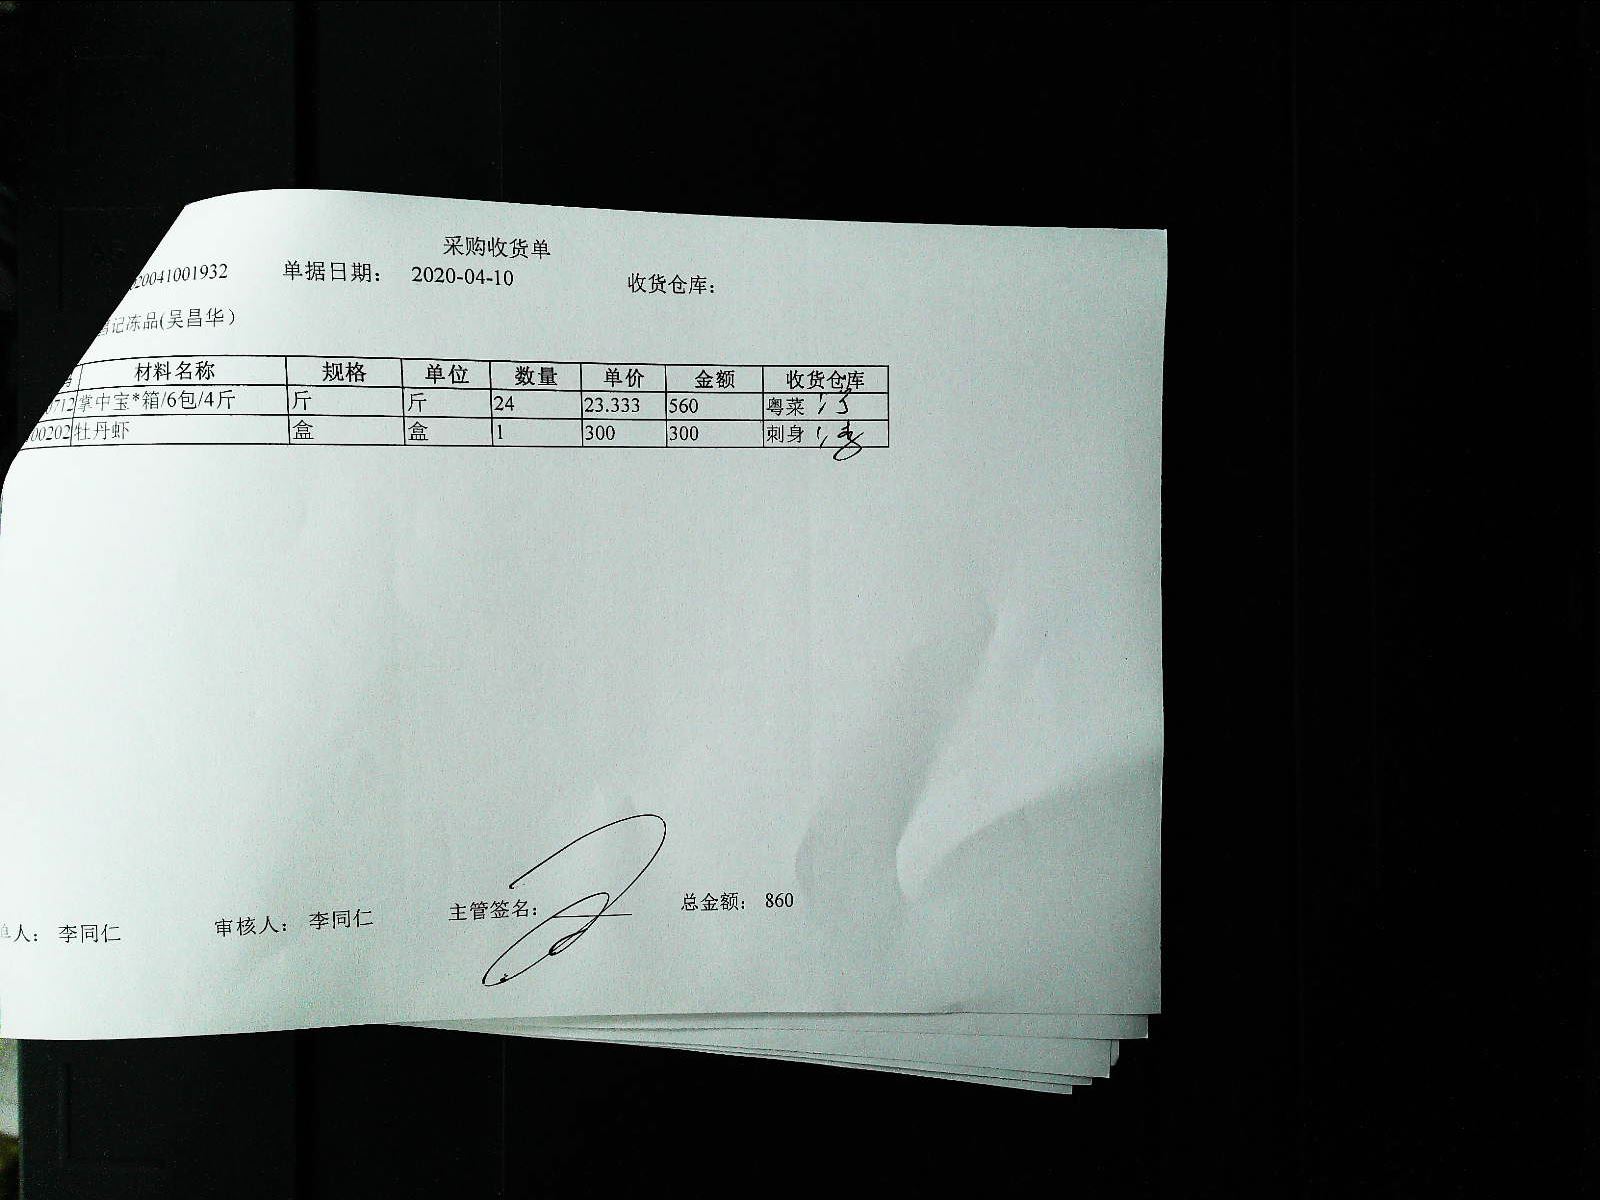 采购收货单
20041001932 单据日期： 2020-04-10 收货仓库：
记冻品(吴昌华）
材料名称 规格 单位 数量 单价 金额 收货仓库
0712 掌中宝*箱/6包/4斤 斤 斤 24 23.333 560 粤菜
00202 牡丹虾 盒 盒 1 300 300 刺身
人： 李同仁 审核人： 李同仁 主管签名： 总金额： 860